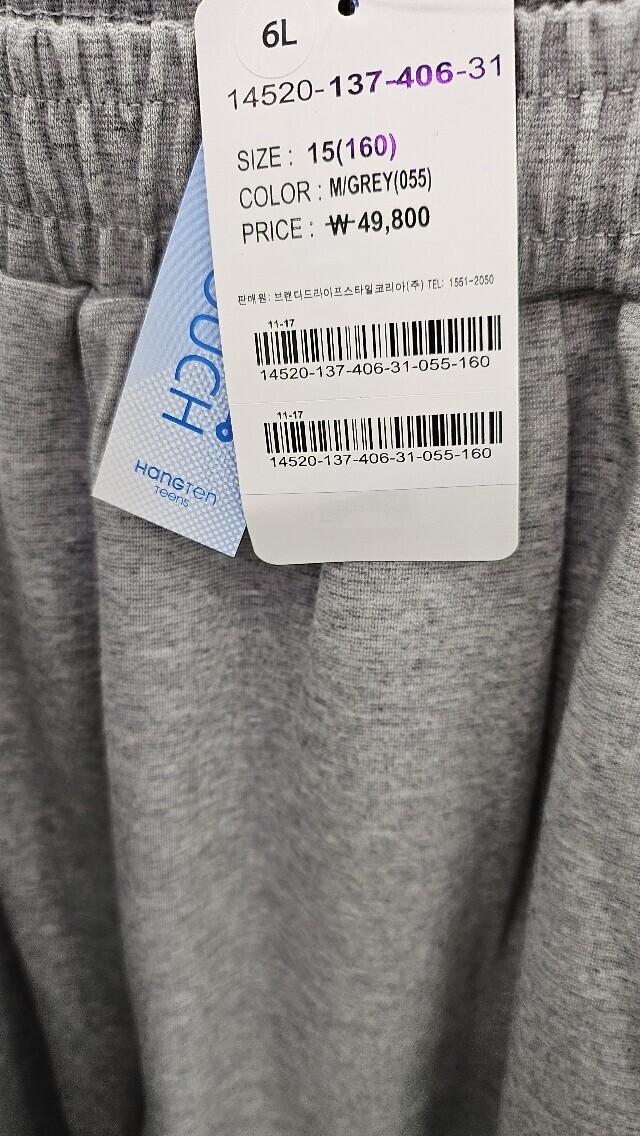 6L
14520-137-406-31
SIZE : 15(160)
COLOR : M/GREY(055)
PRICE : ₩ 49,800
판매원: 브랜디드라이프스타일코리아(주) TEL: 1551-2050
11-17
14520-137-406-31-055-160
11-17
14520-137-406-31-055-160
HANGTEN
Teens